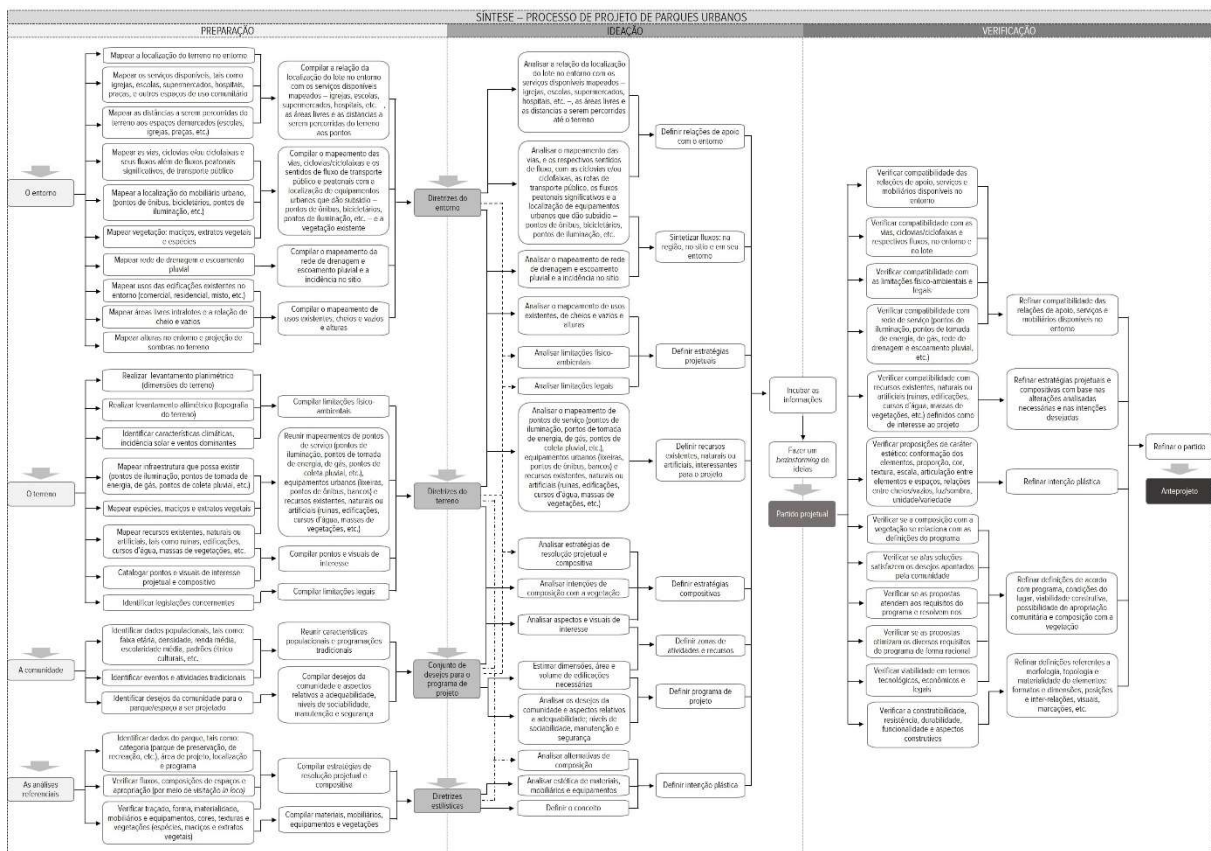 SÍNTESE – PROCESSO DE PROJETO DE PARQUES URBANOS
PREPARAÇÃO
IDEAÇÃO
VERIFICAÇÃO
O entorno
Mapear a localização do terreno no entorno
Mapear os serviços disponíveis, tais como
igrejas, escolas, supermercados, hospitais,
praças, e outros espaços de uso comunitário
Mapear as distâncias a serem percorridas do
terreno aos espaços demarcados (escolas,
igrejas, praças, etc.)
Mapear as vias, ciclovias e/ou ciclofaixas e
seus fluxos além de fluxos peatonais
significativos, de transporte público
Mapear a localização do mobiliário urbano,
(pontos de ônibus, bicicletários, pontos de
iluminação, etc.)
Mapear vegetação: maciços, extratos vegetais
e espécies
Mapear rede de drenagem e escoamento
pluvial
Mapear usos das edificações existentes no
entorno (comercial, residencial, misto, etc.)
Mapear áreas livres intralotes e a relação de
cheio e vazios
Mapear alturas no entorno e projeção de
sombras no terreno
Compilar a relação da
localização do lote no entorno
com os serviços disponíveis
mapeados – igrejas, escolas,
supermercados, hospitais, etc. –,
as áreas livres e as distancias a
serem percorridas do terreno
aos pontos
Compilar o mapeamento das
vias, ciclovias/ciclofaixas e os
sentidos de fluxo de transporte
público e peatonais com a
localização de equipamentos
urbanos que dão subsídio –
pontos de ônibus, bicicletários,
pontos de iluminação, etc. – e a
vegetação existente
Compilar o mapeamento da
rede de drenagem e
escoamento pluvial e a
incidência no sítio
Compilar o mapeamento de
usos existentes, cheios e vazios
e alturas
O terreno
Realizar levantamento planimétrico
(dimensões do terreno)
Realizar levantamento altimétrico (topografia
do terreno)
Identificar características climáticas,
incidência solar e ventos dominantes
Mapear infraestrutura que possa existir
(pontos de iluminação, pontos de tomada de
energia, de gás, pontos de coleta pluvial, etc.)
Mapear espécies, maciços e extratos vegetais
Mapear recursos existentes, naturais ou
artificiais, tais como ruínas, edificações,
cursos d'água, massas de vegetações, etc.
Catalogar pontos e visuais de interesse
projetual e compositivo
Identificar legislações concernentes
Compilar limitações físico-
ambientais
Reunir mapeamentos de pontos
de serviço (pontos de
iluminação, pontos de tomada
de energia, de gás, pontos de
coleta pluvial, etc.),
equipamentos urbanos (lixeiras,
pontos de ônibus, bancos) e
recursos existentes, naturais ou
artificiais (ruínas, edificações,
cursos d'água, massas de
vegetações, etc.)
Compilar pontos e visuais de
interesse
Compilar limitações legais
A comunidade
Identificar dados populacionais, tais como:
faixa etária, densidade, renda média,
escolaridade média, padrões étnico
culturais, etc.
Identificar eventos e atividades tradicionais
Identificar desejos da comunidade para o
parque/espaço a ser projetado
Reunir características
populacionais e programações
tradicionais
Compilar desejos da
comunidade e aspectos
relativos a adequabilidade,
níveis de sociabilidade,
manutenção e segurança
As análises
referenciais
Identificar dados do parque, tais como:
categoria (parque de preservação, de
recreação, etc.), área de projeto, localização e
programa
Verificar fluxos, composições de espaços e
apropriação (por meio de visitação in loco)
Verificar traçado, forma, materialidade,
mobiliários e equipamentos, cores, texturas e
vegetações (espécies, maciços e extratos
vegetais)
Compilar estratégias de
resolução projetual e
compositiva
Compilar materiais, mobiliários,
equipamentos e vegetações
Diretrizes do
entorno
Diretrizes do
terreno
Conjunto de
desejos para o
programa de
projeto
Diretrizes
estilísticas
Analisar a relação da localização
do lote no entorno com os
serviços disponíveis mapeados –
igrejas, escolas, supermercados,
hospitais, etc. –, as áreas livres e
as distancias a serem percorridas
até o terreno
Analisar o mapeamento das
vias, e os respectivos sentidos
de fluxo, com as ciclovias e/ou
ciclofaixas, as rotas de
transporte público, os fluxos
peatonais significativos e a
localização de equipamentos
urbanos que dão subsídio –
pontos de ônibus, bicicletários,
pontos de iluminação, etc.
Analisar o mapeamento de rede
de drenagem e escoamento
pluvial e a incidência no sítio
Analisar o mapeamento de usos
existentes, de cheios e vazios e
alturas
Analisar limitações físico-
ambientais
Analisar limitações legais
Analisar o mapeamento de
pontos de serviço (pontos de
iluminação, pontos de tomada
de energia, de gás, pontos de
coleta pluvial, etc.),
equipamentos urbanos (lixeiras,
pontos de ônibus, bancos) e
recursos existentes, naturais ou
artificiais (ruínas, edificações,
cursos d'água, massas de
vegetações, etc.)
Analisar estratégias de
resolução projetual e
compositiva
Analisar intenções de
composição com a vegetação
Analisar aspectos e visuais de
interesse
Estimar dimensões, área e
volume de edificações
necessárias
Analisar os desejos da
comunidade e aspectos
relativos a adequabilidade; níveis
de sociabilidade, manutenção e
segurança
Analisar alternativas de
composição
Analisar estética de materiais,
mobiliários e equipamentos
Definir o conceito
Definir relações de apoio
com o entorno
Sintetizar fluxos: na
região, no sítio e em seu
entorno
Definir estratégias
projetuais
Definir recursos
existentes, naturais ou
artificiais, interessantes
para o projeto
Definir estratégias
compositivas
Definir zonas de
atividades e recursos
Definir programa de
projeto
Definir intenção plástica
Incubar as
informações
Fazer um
brainstorming de
ideias
Partido projetual
Verificar compatibilidade das
relações de apoio, serviços e
mobiliários disponíveis no
entorno
Verificar compatibilidade com as
vias, ciclovias/ciclofaixas e
respectivos fluxos, no entorno e
no lote
Verificar compatibilidade com
as limitações físico-ambientais e
legais
Verificar compatibilidade com
rede de serviço (pontos de
iluminação, pontos de tomada
de energia, de gás, rede de
drenagem e escoamento pluvial, etc.)
Verificar compatibilidade com
recursos existentes, naturais ou
artificiais (ruínas, edificações,
cursos d'água, massas de
vegetações, etc.) definidos como
de interesse ao projeto
Verificar proposições de caráter
estético: conformação dos
elementos, proporção, cor,
textura, escala, articulação entre
elementos e espaços, relações
entre cheios/vazios, luz/sombra,
unidade/variedade
Verificar se a composição com a
vegetação se relaciona com as
definições do programa
Verificar se a/as soluções
satisfazem os desejos apontados
pela comunidade
Verificar se as propostas
atendem aos requisitos do
programa e resolvem nos
Verificar se as propostas
otimizam os diversos requisitos
do programa de forma racional
Verificar viabilidade em termos
tecnológicos, econômicos e
legais
Verificar a construtibilidade,
resistência, durabilidade,
funcionalidade e aspectos
construtivos
Refinar compatibilidade das
relações de apoio, serviços e
mobiliários disponíveis no
entorno
Refinar estratégias projetuais e
compositivas com base nas
alterações analisadas
necessárias e nas intenções
desejadas
Refinar intenção plástica
Refinar definições de acordo
com programa, condições do
lugar, viabilidade construtiva,
possibilidade de apropriação
comunitária e composição com a
vegetação
Refinar definições referentes a
morfologia, topologia e
materialidade do elementos:
formatos e dimensões, posições
e inter-relações, visuais,
marcações, etc.
Refinar o partido
Anteprojeto